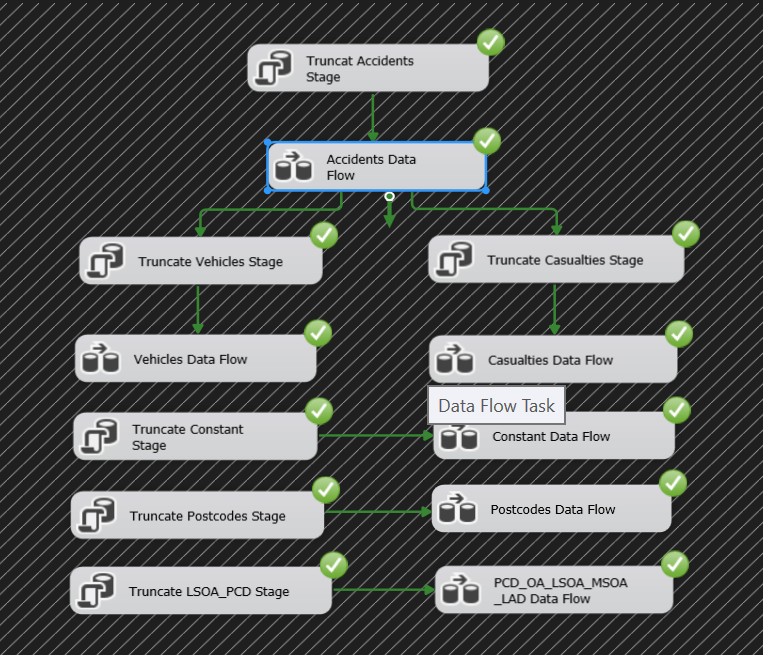 Truncat Accidents
Stage
Accidents Data
Flow
Truncate Vehicles Stage
Truncate Casualties Stage
Vehicles Data Flow
Casualties Data Flow
Data Flow Task
Truncate Constant
Stage
Constant Data Flow
Truncate Postcodes Stage
Postcodes Data Flow
Truncate LSOA_PCD Stage
PCD_OA_LSOA_MSOA
_LAD Data Flow